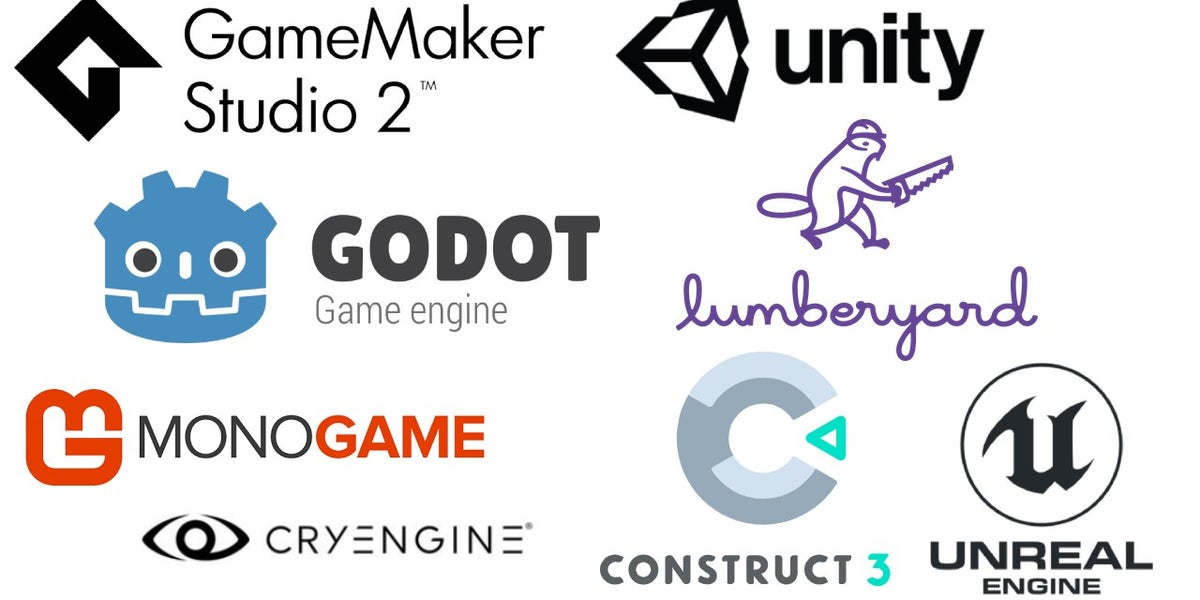 GameMaker
Studio 2™
unity
GODOT
Game engine
lumberyard
MONOGAME
CRYENGINE®
CONSTRUCT 3
UNREAL
ENGINE